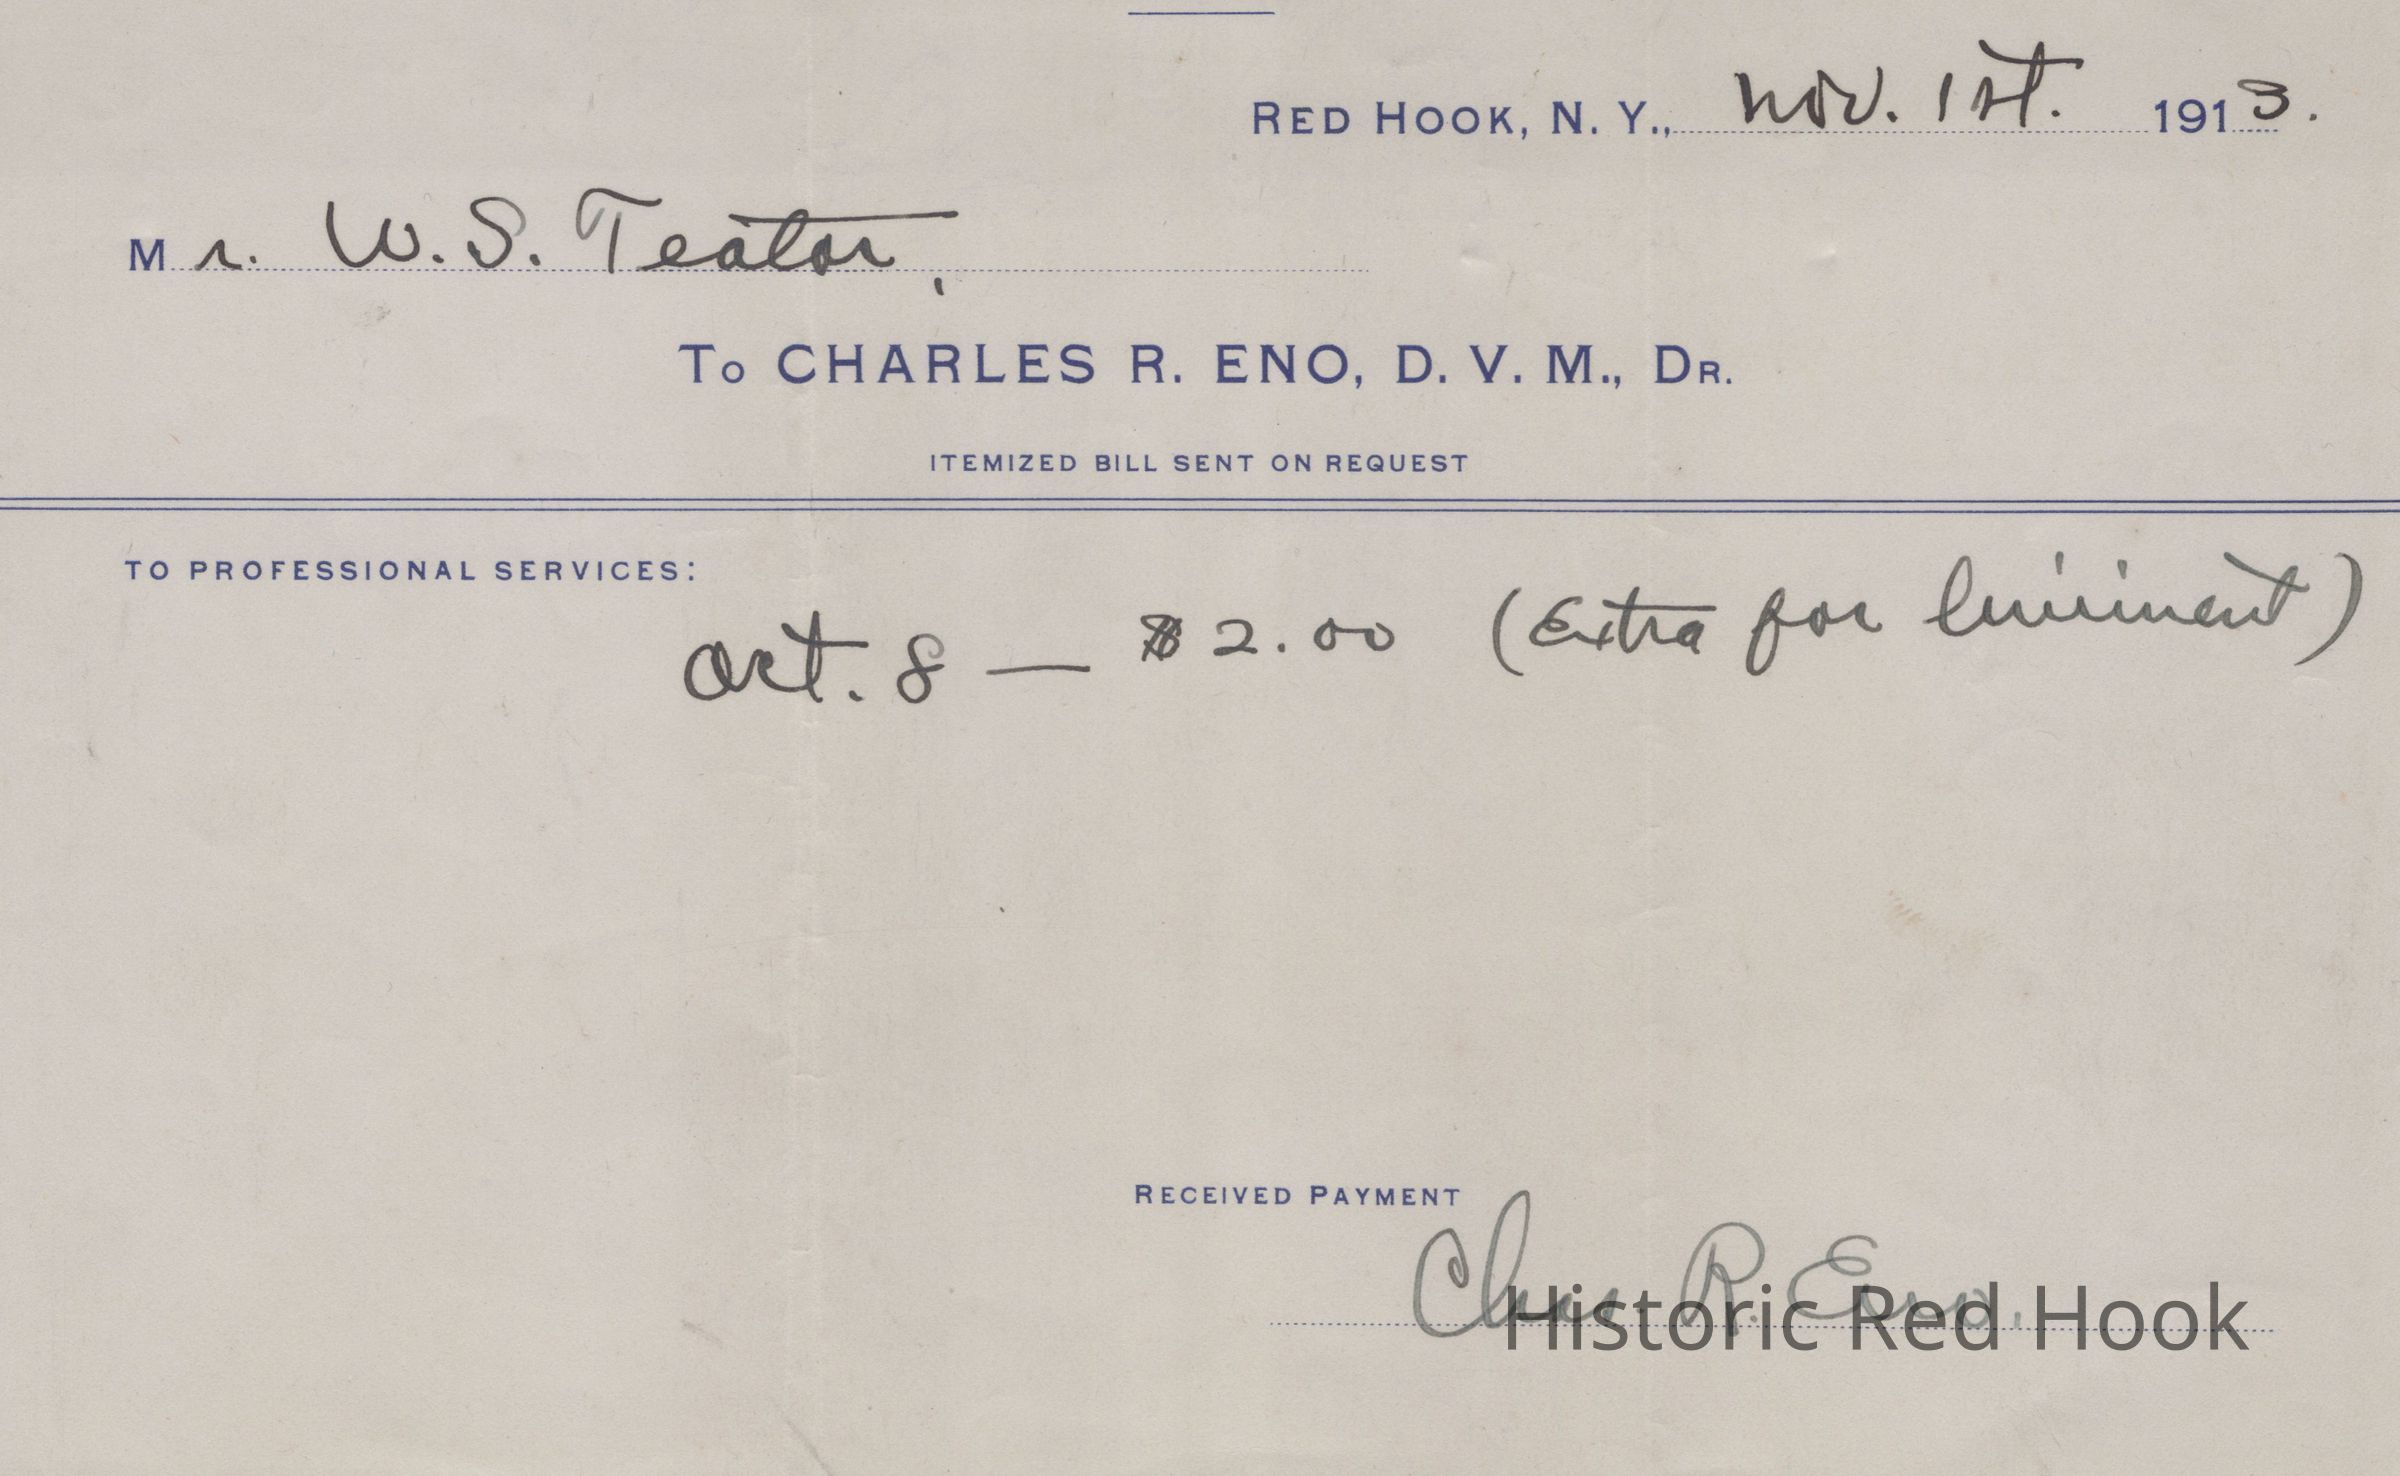 RED HOOK, N. Y., Nov. 1st. 1913.
Mr. W. S. Teator,
To CHARLES R. ENO, D. V. M., DR.
ITEMIZED BILL SENT ON REQUEST
TO PROFESSIONAL SERVICES:
Oct. 8 — $2.00 (Extra for liniment)
RECEIVED PAYMENT
Chas. R. Eno.
Historic Red Hook